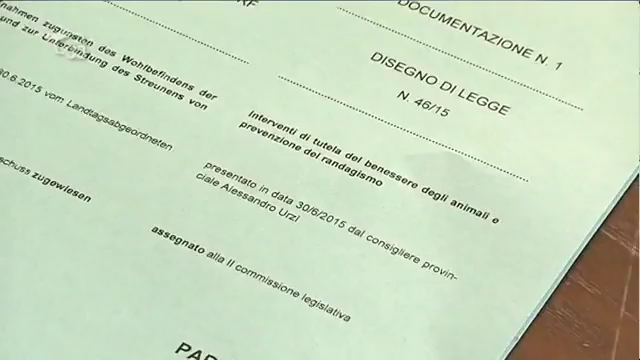 RF
nahmen zugunsten des Wohlbefindens der
und zur Unterbindung des Streunens von
30.6.2015 vom Landtagsabgeordneten
schuss zugewiesen
DOCUMENTAZIONE N. 1
DISEGNO DI LEGGE
N. 46/15
Interventi di tutela del benessere degli animali e
prevenzione del randagismo
presentato in data 30/6/2015 dal consigliere provin-
ciale Alessandro Urzì
assegnato alla II commissione legislativa
PAR